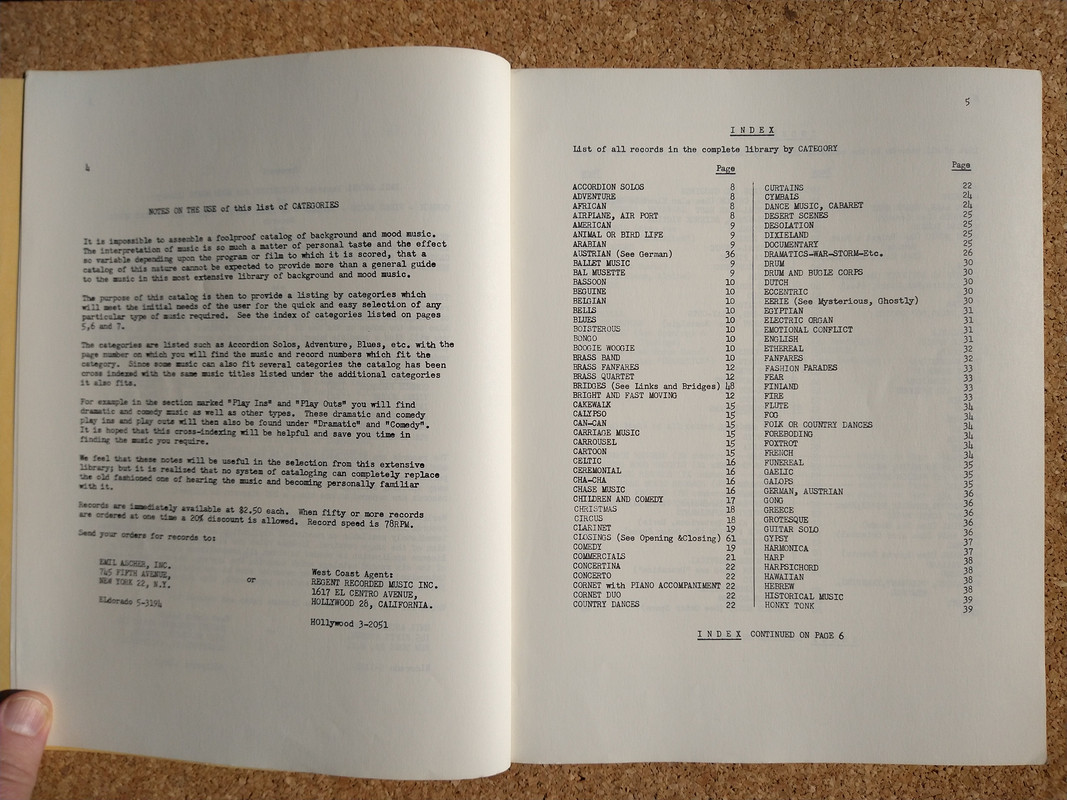 4
NOTES ON THE USE of this list of CATEGORIES
It is impossible to assemble a foolproof catalog of background and mood music.
The interpretation of music is so much a matter of personal taste and the effect
so variable depending upon the program or film to which it is scored, that a
catalog of this nature cannot be expected to provide more than a general guide
to the music in this most extensive library of background and mood music.
The purpose of this catalog is then to provide a listing by categories which
will meet the initial needs of the user for the quick and easy selection of any
particular type of music required. See the index of categories listed on pages
5,6 and 7.
The categories are listed such as Accordion Solos, Adventure, Blues, etc. with the
page number on which you will find the music and record numbers which fit the
category. Since some music can also fit several categories the catalog has been
cross indexed with the same music titles listed under the additional categories
it also fits.
For example in the section marked "Play Ins" and "Play Outs" you will find
dramatic and comedy music as well as other types. These dramatic and comedy
play ins and play outs will then also be found under "Dramatic" and "Comedy".
It is hoped that this cross-indexing will be helpful and save you time in
finding the music you require.
We feel that these notes will be useful in the selection from this extensive
library; but it is realized that no system of cataloging can completely replace
the old fashioned one of hearing the music and becoming personally familiar
with it.
Records are immediately available at $2.50 each. When fifty or more records
are ordered at one time a 20% discount is allowed. Record speed is 78RPM.
Send your orders for records to:
EMIL ASCHER, INC.
745 FIFTH AVENUE,
NEW YORK 22, N.Y.
ELdorado 5-3194
or
West Coast Agent:
REGENT RECORDED MUSIC INC.
1617 EL CENTRO AVENUE,
HOLLYWOOD 28, CALIFORNIA.
HOllywood 3-2051
5
INDEX
List of all records in the complete library by CATEGORY
Page
ACCORDION SOLOS 8
ADVENTURE 8
AFRICAN 8
AIRPLANE, AIR PORT 8
AMERICAN 9
ANIMAL OR BIRD LIFE 9
ARABIAN 9
AUSTRIAN (See German) 36
BALLET MUSIC 9
BAL MUSETTE 9
BASSOON 10
BEGUINE 10
BELGIAN 10
BELLS 10
BLUES 10
BOISTEROUS 10
BONGO 10
BOOGIE WOOGIE 10
BRASS BAND 10
BRASS FANFARES 12
BRASS QUARTET 12
BRIDGES (See Links and Bridges) 48
BRIGHT AND FAST MOVING 12
CAKEWALK 15
CALYPSO 15
CAN-CAN 15
CARRIAGE MUSIC 15
CARROUSEL 15
CARTOON 15
CELTIC 16
CEREMONIAL 16
CHA-CHA 16
CHASE MUSIC 16
CHILDREN AND COMEDY 17
CHRISTMAS 18
CIRCUS 18
CLARINET 19
CLOSINGS (See Opening &Closing) 61
COMEDY 19
COMMERCIALS 21
CONCERTINA 22
CONCERTO 22
CORNET with PIANO ACCOMPANIMENT 22
CORNET DUO 22
COUNTRY DANCES 22
Page
CURTAINS 22
CYMBALS 24
DANCE MUSIC, CABARET 24
DESERT SCENES 25
DESOLATION 25
DIXIELAND 25
DOCUMENTARY 25
DRAMATICS-WAR-STORM-Etc. 26
DRUM 30
DRUM AND BUGLE CORPS 30
DUTCH 30
ECCENTRIC 30
EERIE (See Mysterious, Ghostly) 30
EGYPTIAN 31
ELECTRIC ORGAN 31
EMOTIONAL CONFLICT 31
ENGLISH 31
ETHEREAL 32
FANFARES 32
FASHION PARADES 33
FEAR 33
FINLAND 33
FIRE 33
FLUTE 34
FOG 34
FOLK OR COUNTRY DANCES 34
FOREBODING 34
FOXTROT 34
FRENCH 34
FUNEREAL 35
GAELIC 35
GALOPS 35
GERMAN, AUSTRIAN 36
GONG 36
GREECE 36
GROTESQUE 36
GUITAR SOLO 36
GYPSY 37
HARMONICA 37
HARP 38
HARPSICHORD 38
HAWAIIAN 38
HEBREW 38
HISTORICAL MUSIC 39
HONKY TONK 39
INDEX CONTINUED ON PAGE 6